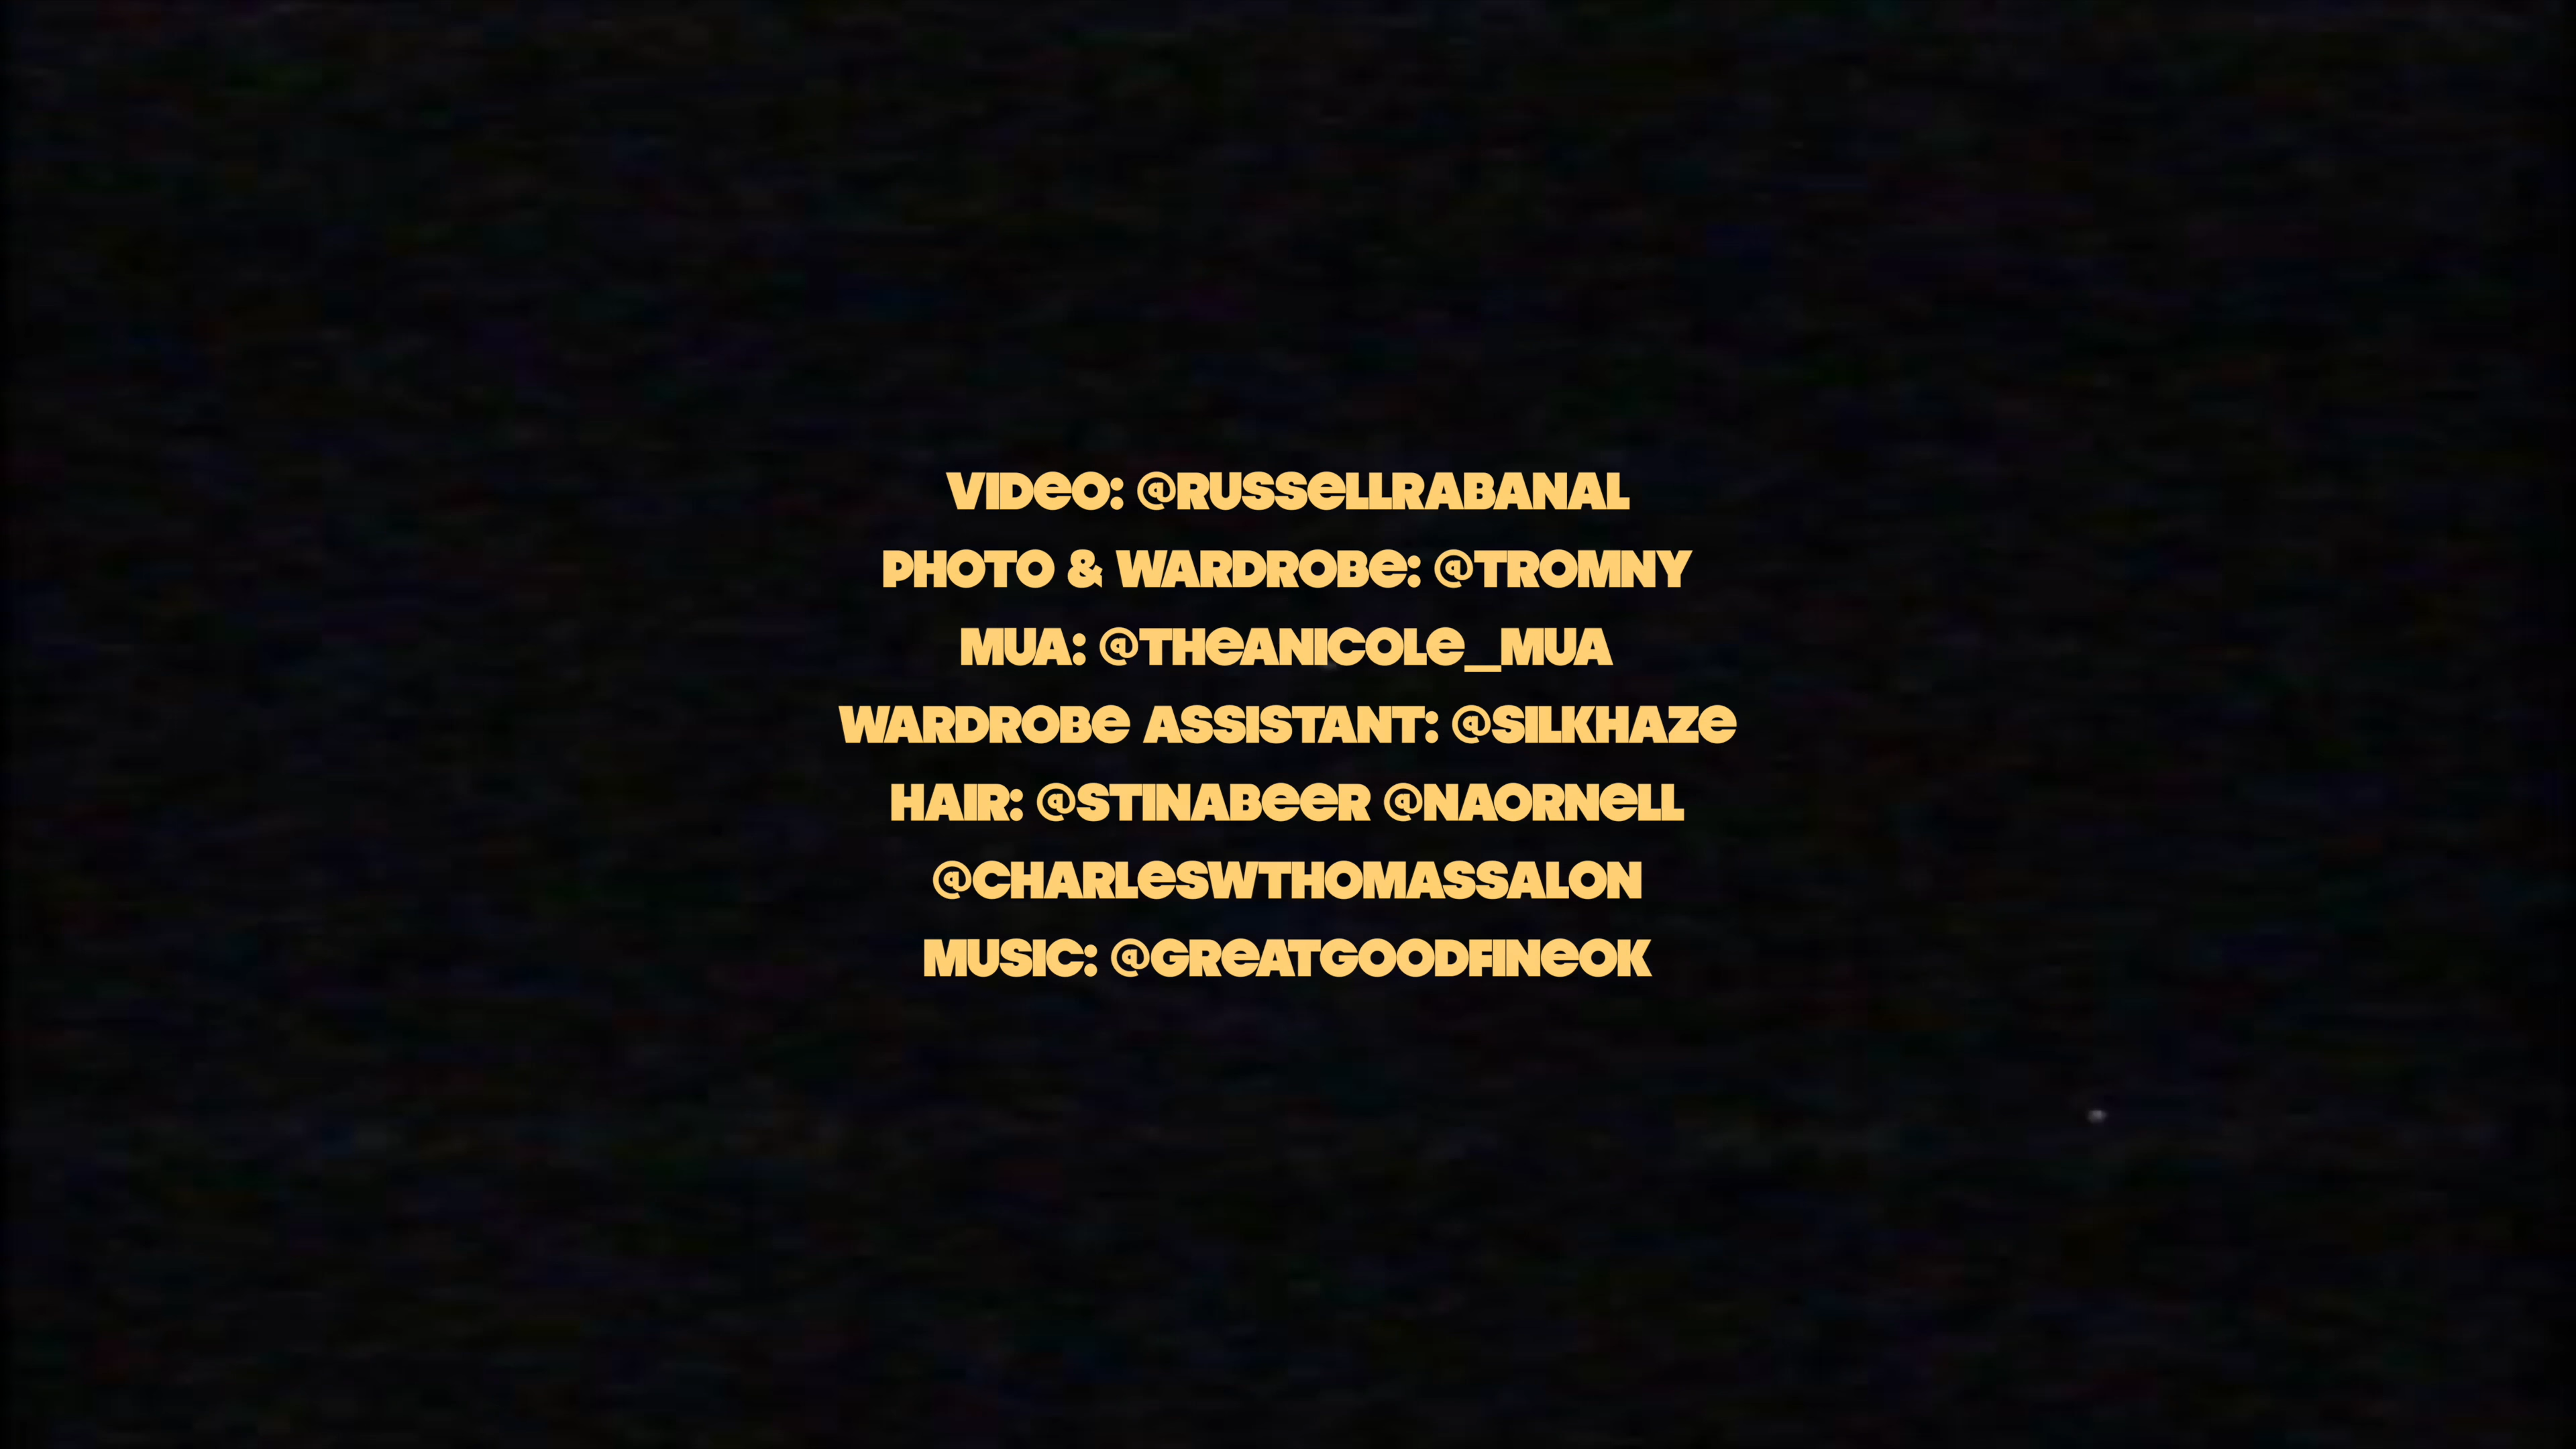 VIDeO: @RUSSeLLRABANAL
PHOTO & WARDROBe: @TROMNY
MUA: @THeANICOLe_MUA
WARDROBe ASSISTANT: @SILKHAZe
HAIR: @STINABeeR @NAORNeLL
@CHARLeSWTHOMASSALON
MUSIC: @GReATGOODFINeOK